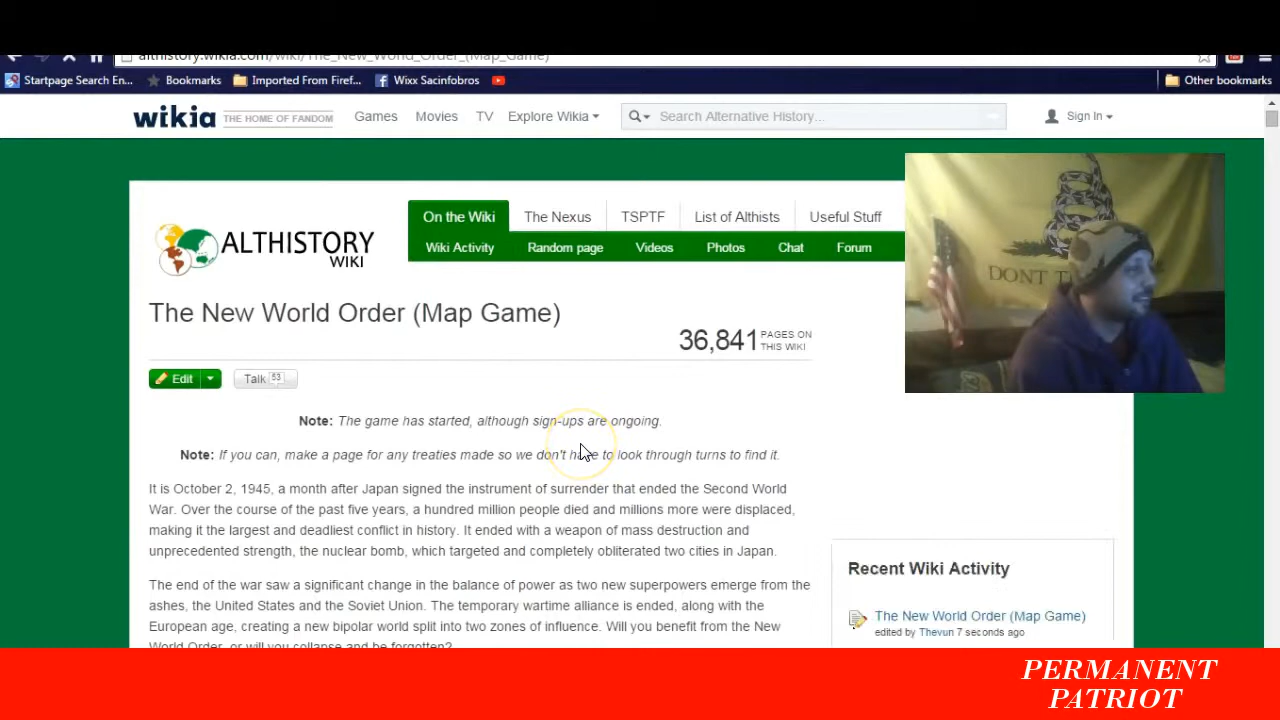 althistory.wikia.com/wiki/The_New_World_Order_(Map_Game)
Startpage Search En... Bookmarks Imported From Firef... Wixx Sacinfobros Other bookmarks
wikia THE HOME OF FANDOM Games Movies TV Explore Wikia Search Alternative History... Sign In
On the Wiki The Nexus TSPTF List of Althists Useful Stuff
ALTHISTORY
WIKI
Wiki Activity Random page Videos Photos Chat Forum
DONT T
The New World Order (Map Game)
36,841 PAGES ON
THIS WIKI
Edit Talk 53
Note: The game has started, although sign-ups are ongoing.
Note: If you can, make a page for any treaties made so we don't have to look through turns to find it.
It is October 2, 1945, a month after Japan signed the instrument of surrender that ended the Second World
War. Over the course of the past five years, a hundred million people died and millions more were displaced,
making it the largest and deadliest conflict in history. It ended with a weapon of mass destruction and
unprecedented strength, the nuclear bomb, which targeted and completely obliterated two cities in Japan.
The end of the war saw a significant change in the balance of power as two new superpowers emerge from the
ashes, the United States and the Soviet Union. The temporary wartime alliance is ended, along with the
European age, creating a new bipolar world split into two zones of influence. Will you benefit from the New
World Order, or will you collapse and be forgotten?
Recent Wiki Activity
The New World Order (Map Game)
edited by Thevun 7 seconds ago
PERMANENT
PATRIOT